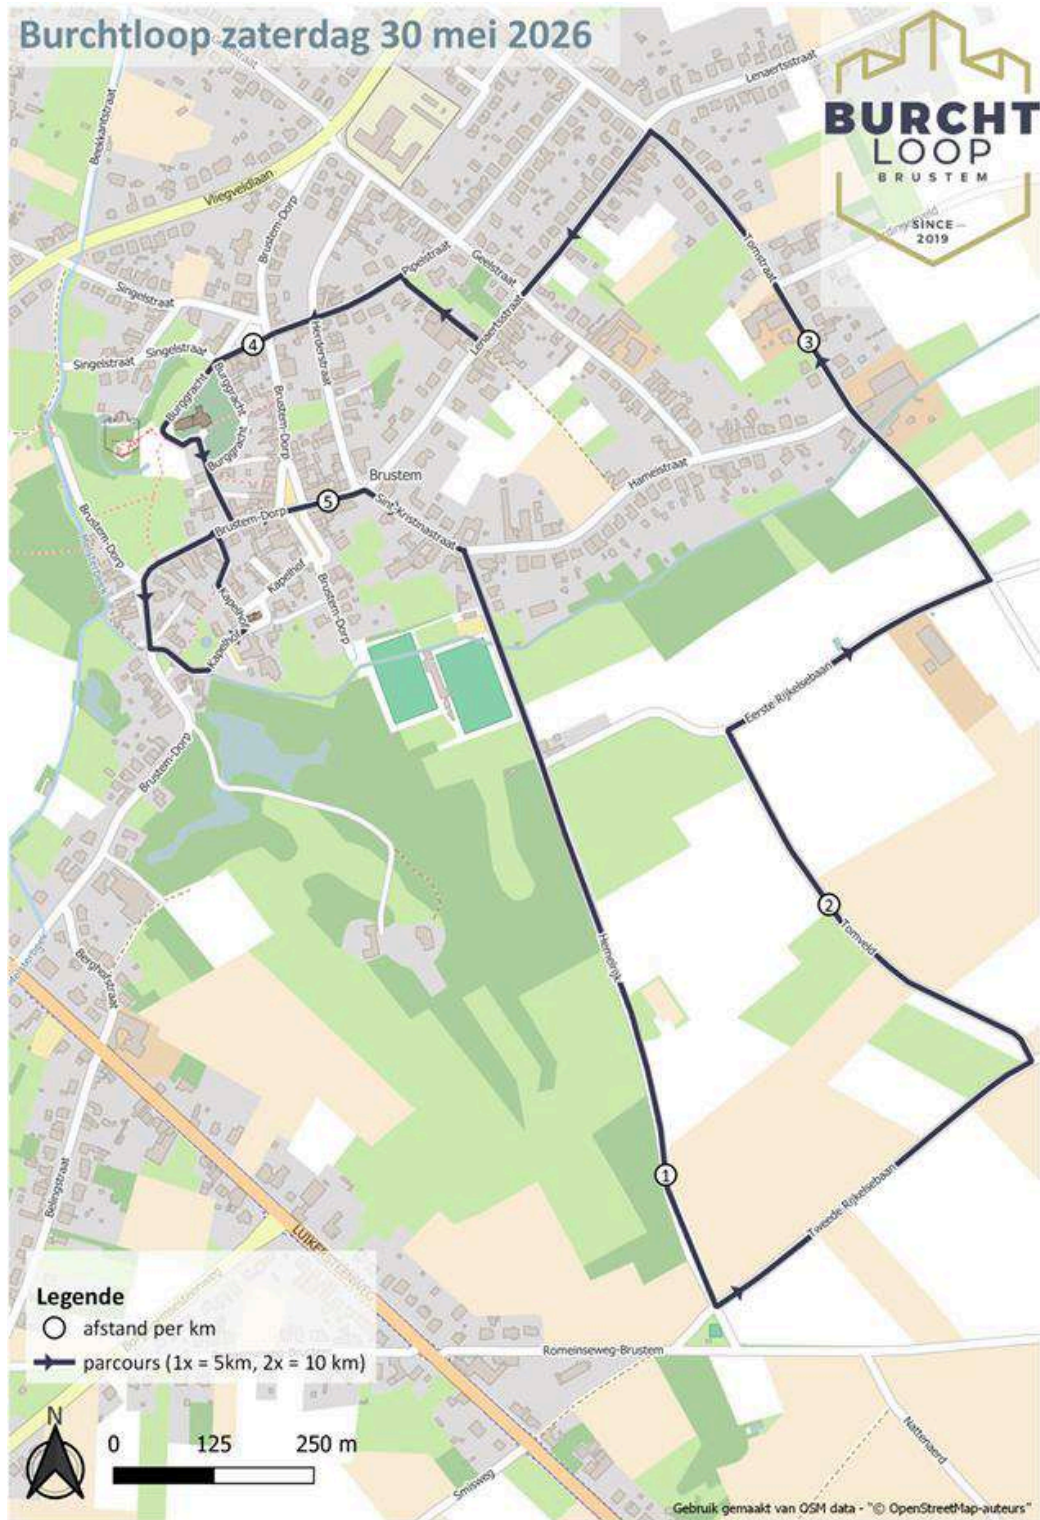 Burchtloop zaterdag 30 mei 2026
BURCHT
LOOP
BRUSTEM
SINCE
2019
Lenaertsstraat
Beekkantstraat
Vliegveldlaan
Brustem-Dorp
Pipelstraat
Geelstraat
Tomstraat
Singelstraat
Lenaertsstraat
Herderstraat
3
4
Singelstraat
Singelstraat
Burggracht
Burggracht
Burggracht
Brustem-Dorp
Brustem
Hamelstraat
5
Sint-Kristinastraat
Brustem-Dorp
Brustem-Dorp
Kapelhof
Kapelhof
Kapelhof
Brustem-Dorp
Eerste Rijkelsebaan
Brustem-Dorp
2
Tomveld
Hemelrijk
Berghofstraat
1
Belingstraat
Tweede Rijkelsebaan
Legende
afstand per km
parcours (1x = 5km, 2x = 10 km)
Romeinseweg-Brustem
Smisweg
N
0 125 250 m
Gebruik gemaakt van OSM data - "© OpenStreetMap-auteurs"